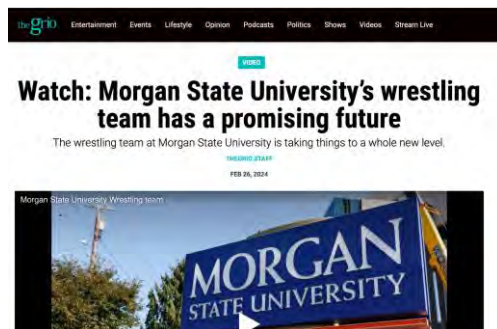 the grio Entertainment Events Lifestyle Opinion Podcasts Politics Shows Videos Stream Live
VIDEO
Watch: Morgan State University's wrestling
team has a promising future
The wrestling team at Morgan State University is taking things to a whole new level.
THEGRIO STAFF
FEB 26, 2024
Morgan State University Wrestling team
MORGAN
STATE UNIVERSITY